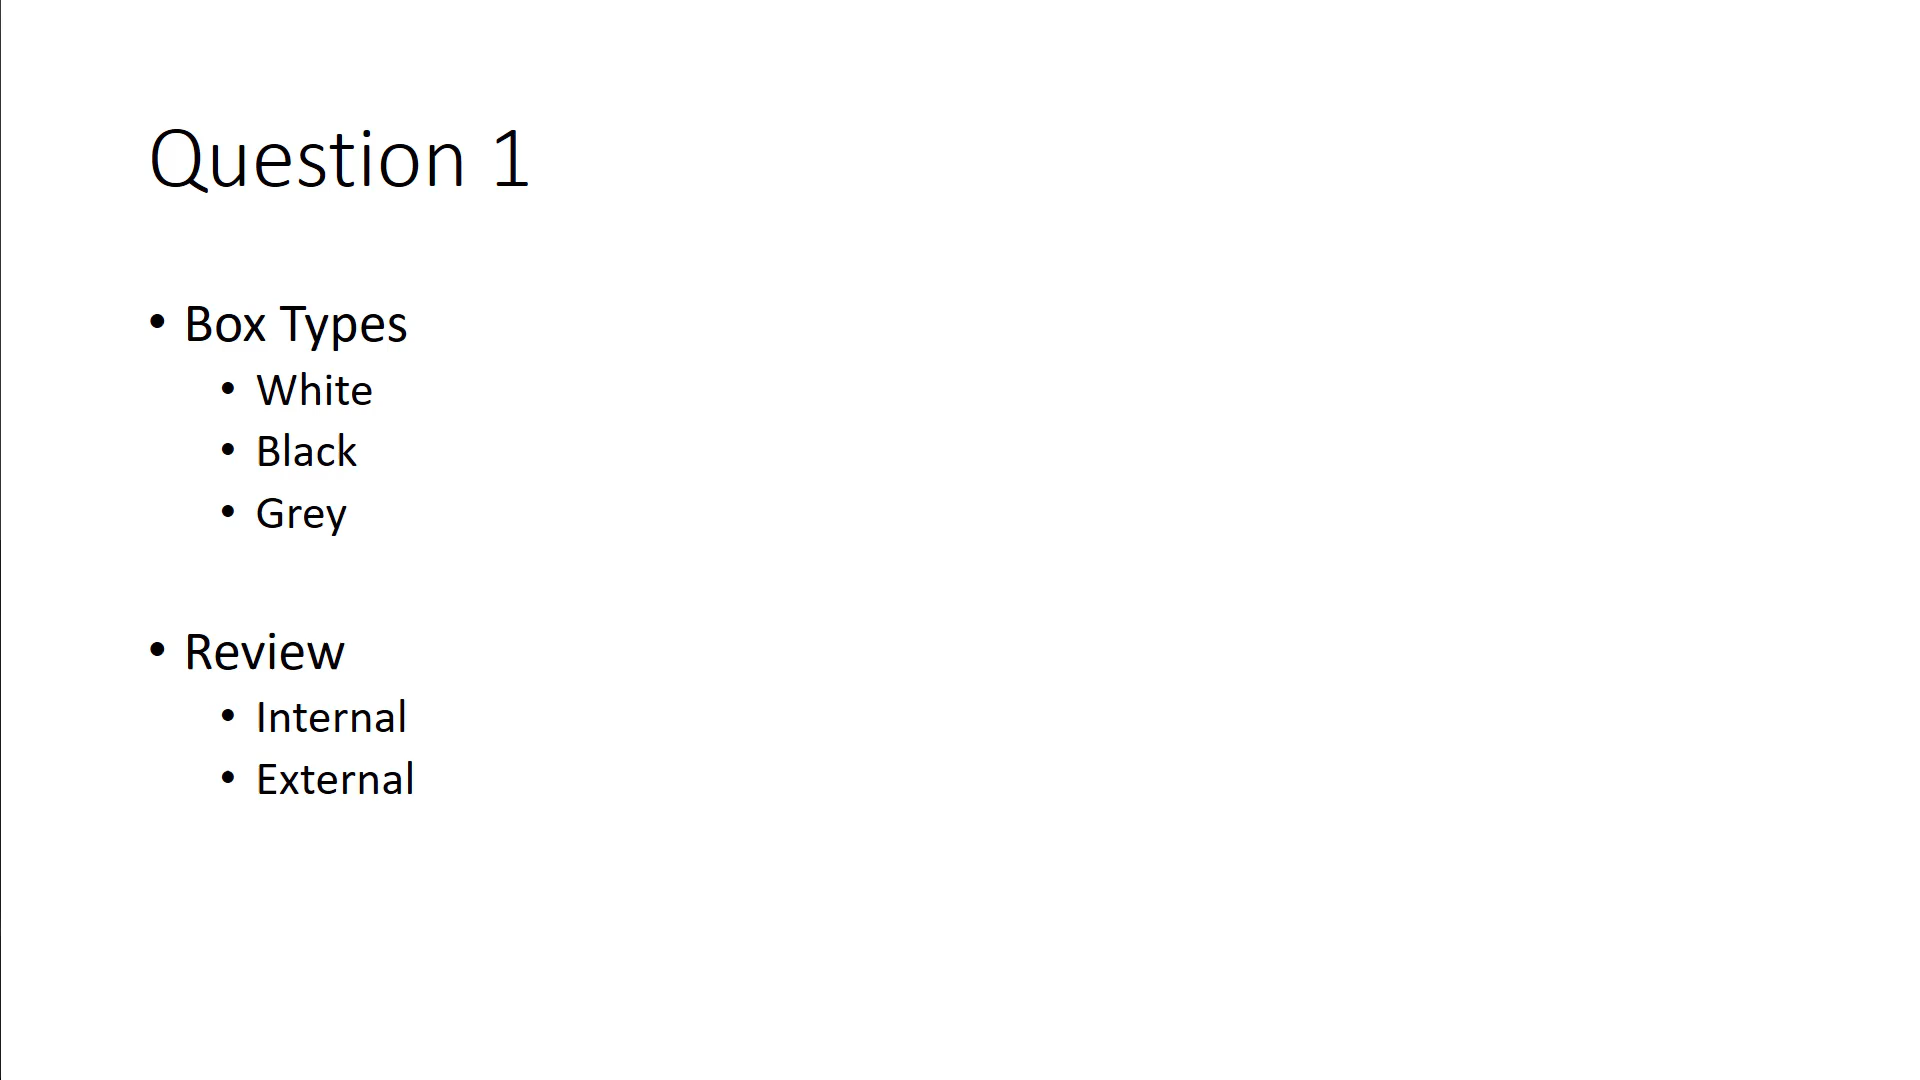 Question 1
• Box Types
• White
• Black
• Grey
• Review
• Internal
• External